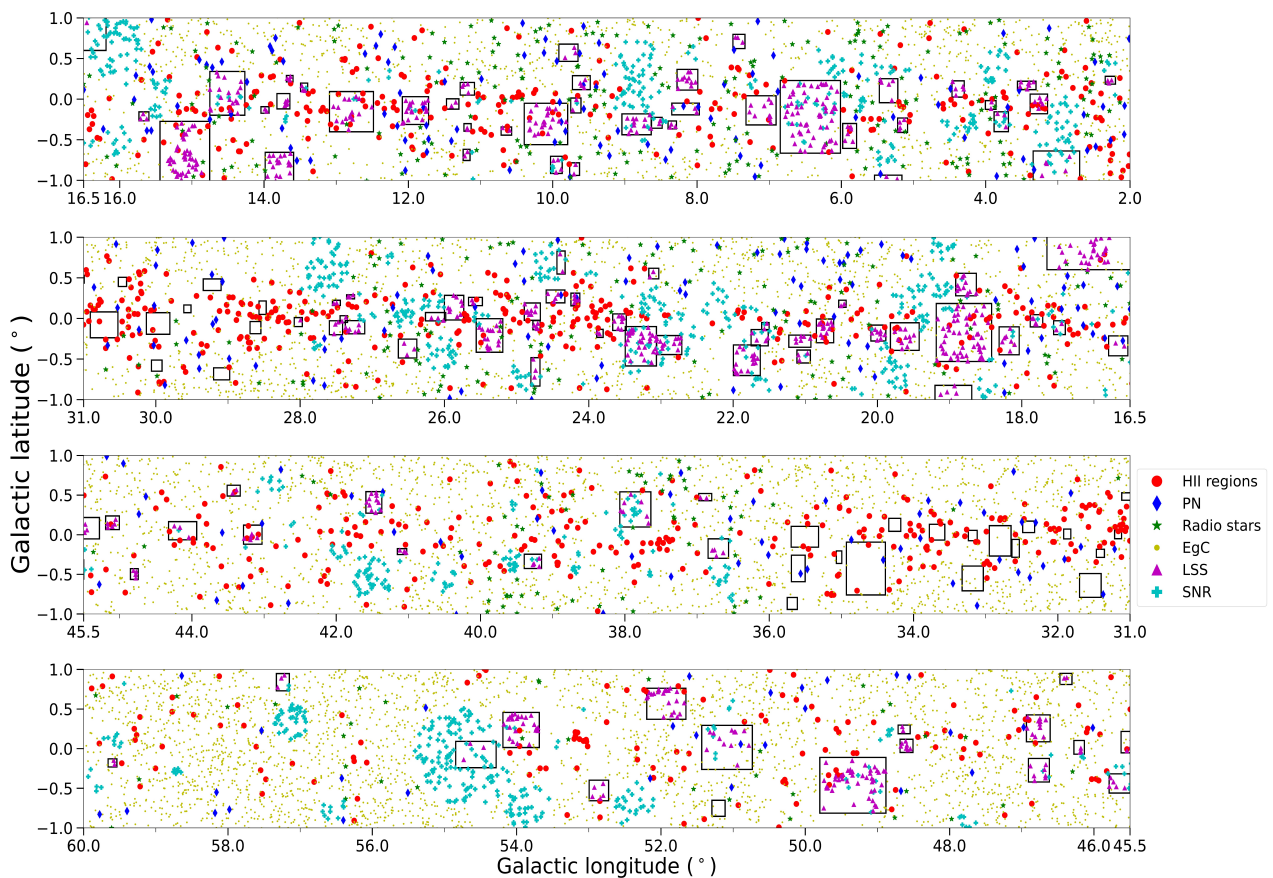 1.0
0.5
0.0
−0.5
−1.0
16.5 16.0 14.0 12.0 10.0 8.0 6.0 4.0 2.0
1.0
0.5
0.0
−0.5
−1.0
31.0 30.0 28.0 26.0 24.0 22.0 20.0 18.0 16.5
1.0
0.5
0.0
−0.5
−1.0
45.5 44.0 42.0 40.0 38.0 36.0 34.0 32.0 31.0
1.0
0.5
0.0
−0.5
−1.0
60.0 58.0 56.0 54.0 52.0 50.0 48.0 46.0 45.5
Galactic latitude (°)
Galactic longitude (°)
HII regions
PN
Radio stars
EgC
LSS
SNR